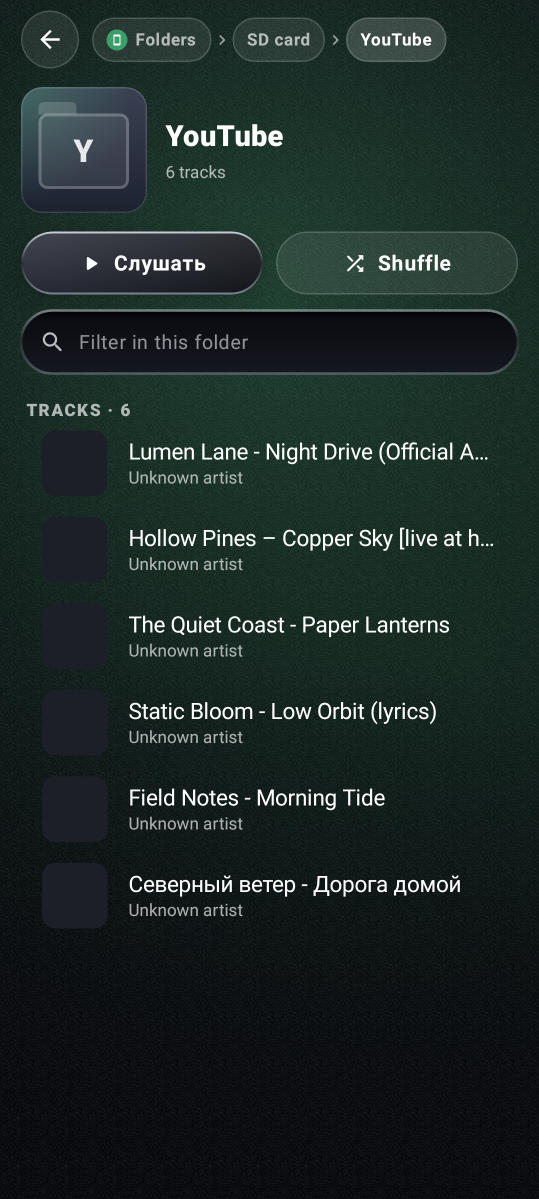 Folders
SD card
YouTube
Y
YouTube
6 tracks
Слушать
Shuffle
Filter in this folder
TRACKS · 6
Lumen Lane - Night Drive (Official A…
Unknown artist
Hollow Pines – Copper Sky [live at h…
Unknown artist
The Quiet Coast - Paper Lanterns
Unknown artist
Static Bloom - Low Orbit (lyrics)
Unknown artist
Field Notes - Morning Tide
Unknown artist
Северный ветер - Дорога домой
Unknown artist